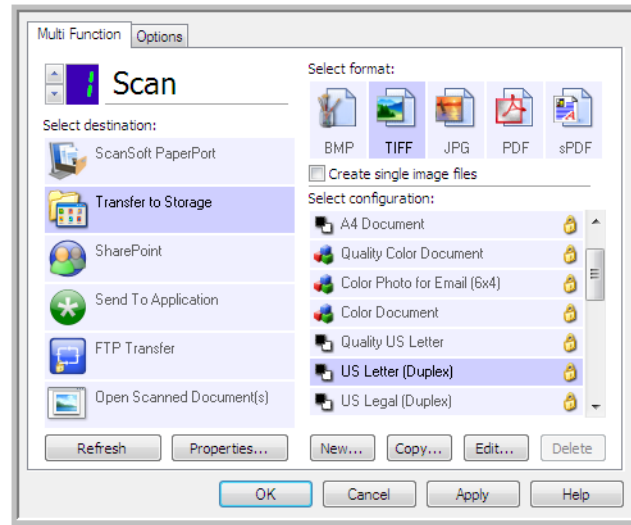 Multi Function
Options
1 Scan
Select destination:
ScanSoft PaperPort
Transfer to Storage
SharePoint
Send To Application
FTP Transfer
Open Scanned Document(s)
Refresh
Properties...
Select format:
BMP
TIFF
JPG
PDF
sPDF
Create single image files
Select configuration:
A4 Document
Quality Color Document
Color Photo for Email (6x4)
Color Document
Quality US Letter
US Letter (Duplex)
US Legal (Duplex)
New...
Copy...
Edit...
Delete
OK
Cancel
Apply
Help